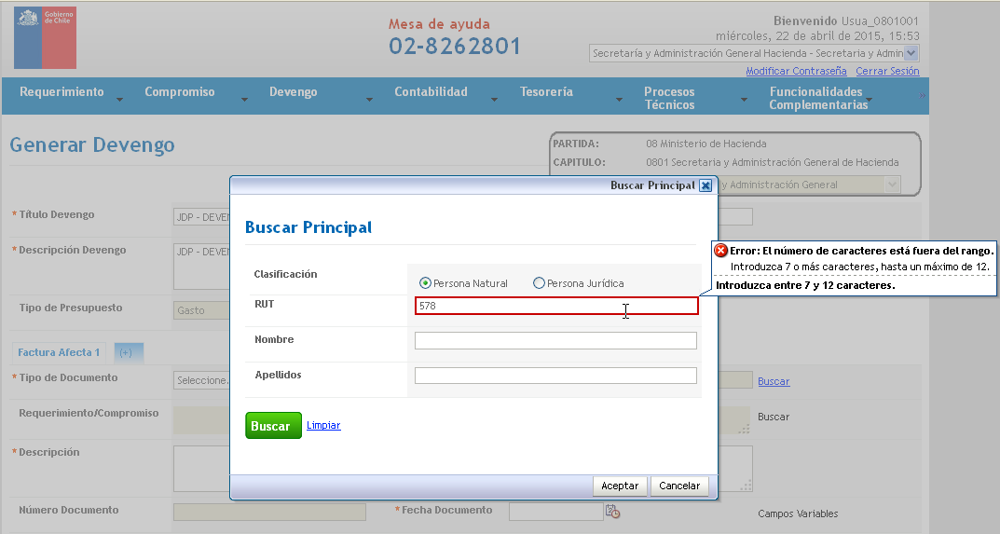 Gobierno
de Chile
Mesa de ayuda
02-8262801
Bienvenido Usua_0801001
miércoles, 22 de abril de 2015, 15:53
Secretaría y Administración General Hacienda - Secretaria y Admin
Modificar Contraseña Cerrar Sesión
Requerimiento Compromiso Devengo Contabilidad Tesorería Procesos Técnicos Funcionalidades Complementarias
Generar Devengo
PARTIDA: 08 Ministerio de Hacienda
CAPITULO: 0801 Secretaria y Administración General de Hacienda
y Administración General
* Título Devengo JDP - DEVEN
* Descripción Devengo JDP - DEVEN
Tipo de Presupuesto Gasto
Factura Afecta 1 (+)
* Tipo de Documento Seleccione. Buscar
Requerimiento/Compromiso Buscar
* Descripción
Número Documento * Fecha Documento Campos Variables
Buscar Principal
Buscar Principal
Clasificación Persona Natural Persona Jurídica
RUT 578
Nombre
Apellidos
Buscar Limpiar
Aceptar Cancelar
Error: El número de caracteres está fuera del rango.
Introduzca 7 o más caracteres, hasta un máximo de 12.
Introduzca entre 7 y 12 caracteres.